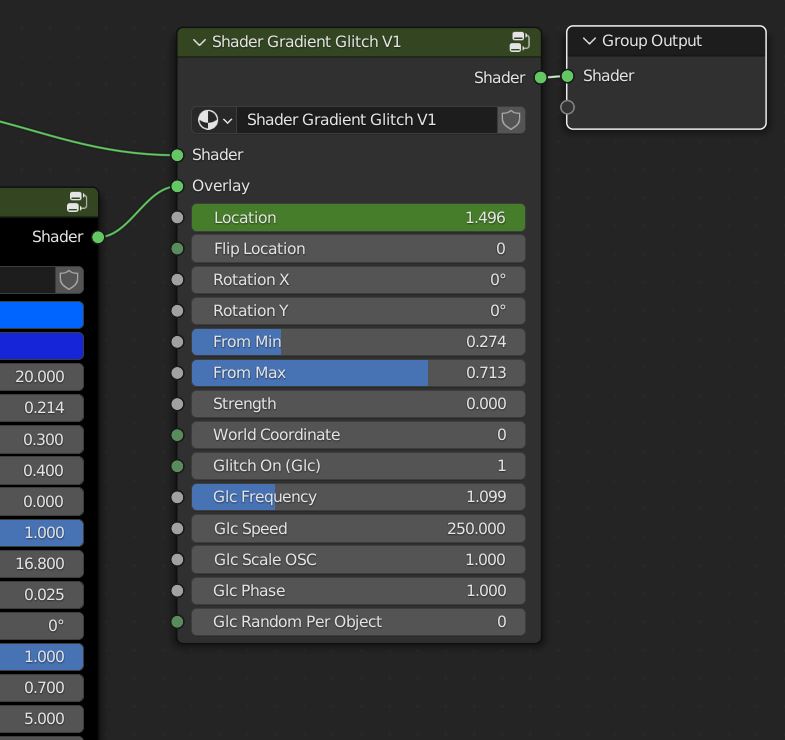 Shader Gradient Glitch V1
Shader
Shader Gradient Glitch V1
Shader
Overlay
Location 1.496
Flip Location 0
Rotation X 0°
Rotation Y 0°
From Min 0.274
From Max 0.713
Strength 0.000
World Coordinate 0
Glitch On (Glc) 1
Glc Frequency 1.099
Glc Speed 250.000
Glc Scale OSC 1.000
Glc Phase 1.000
Glc Random Per Object 0
Group Output
Shader
Shader
20.000
0.214
0.300
0.400
0.000
1.000
16.800
0.025
0°
1.000
0.700
5.000